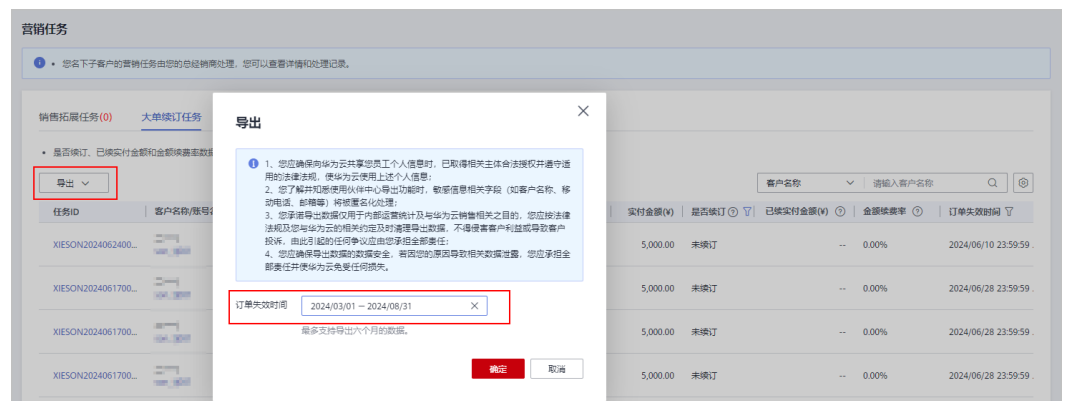 营销任务
• 您名下子客户的营销任务由您的总经销商处理，您可以查看详情和处理记录。
销售拓展任务(0) 大单续订任务
• 是否续订、已续实付金额和金额续费率数据
导出
客户名称 请输入客户名称
任务ID 客户名称/账号名 实付金额(¥) 是否续订 已续实付金额(¥) 金额续费率 订单失效时间
XIESON2024062400... 5,000.00 未续订 -- 0.00% 2024/06/10 23:59:59 .
XIESON2024061700... 5,000.00 未续订 -- 0.00% 2024/06/28 23:59:59 .
XIESON2024061700... 5,000.00 未续订 -- 0.00% 2024/06/28 23:59:59 .
XIESON2024061700... 5,000.00 未续订 -- 0.00% 2024/06/28 23:59:59 .
导出
1、您应确保向华为云共享您员工个人信息时，已取得相关主体合法授权并遵守适
用的法律法规，使华为云使用上述个人信息；
2、您了解并知悉使用伙伴中心导出功能时，敏感信息相关字段（如客户名称、移
动电话、邮箱等）将被匿名化处理；
3、您承诺导出数据仅用于内部运营统计及与华为云销售相关之目的，您应按法律
法规及您与华为云的相关约定及时清理导出数据，不得侵害客户利益或导致客户
投诉，由此引起的任何争议应由您承担全部责任；
4、您应确保导出数据的数据安全，若因您的原因导致相关数据泄露，您应承担全
部责任并使华为云免受任何损失。
订单失效时间 2024/03/01 – 2024/08/31
最多支持导出六个月的数据。
确定 取消